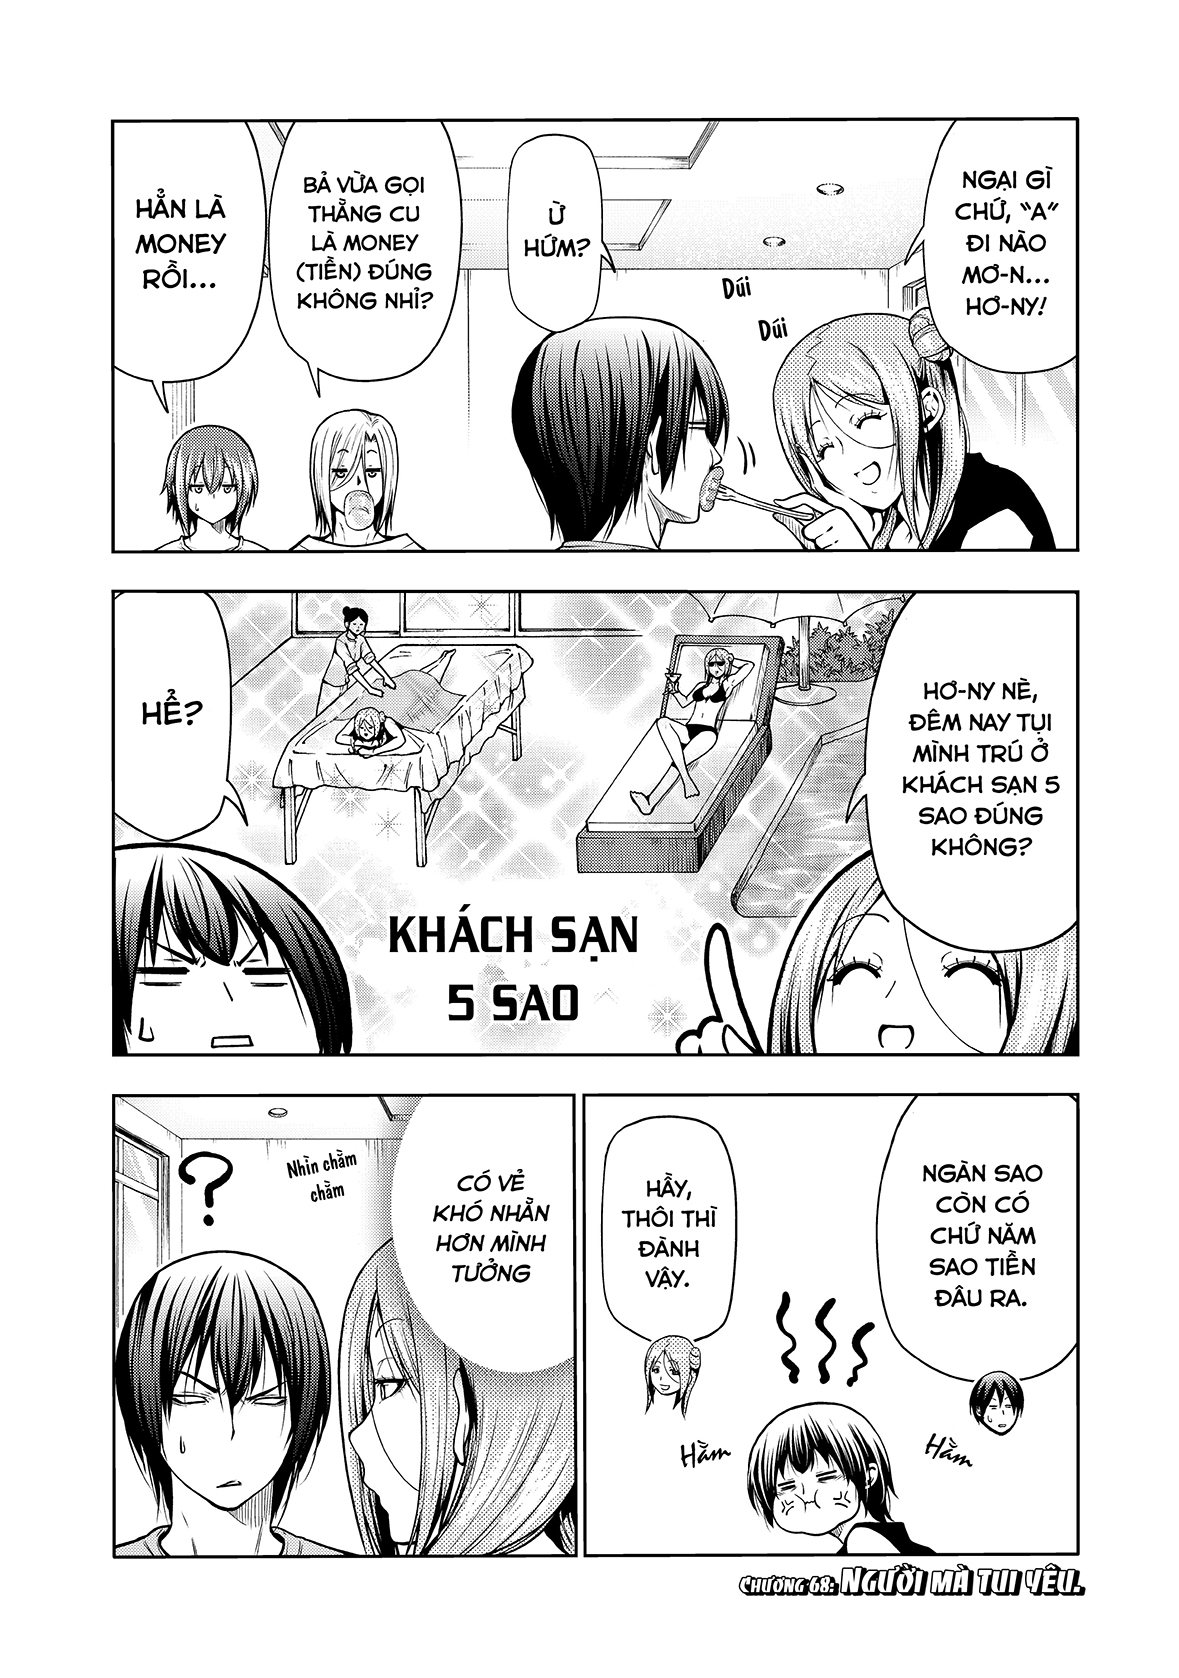 NGẠI GÌ
CHỨ, "A"
ĐI NÀO
MƠ-N...
HƠ-NY!
Dúi
Dúi
Ừ
HỨM?
BẢ VỪA GỌI
THẰNG CU
LÀ MONEY
(TIỀN) ĐÚNG
KHÔNG NHỈ?
HẲN LÀ
MONEY
RỒI...
HƠ-NY NÈ,
ĐÊM NAY TỤI
MÌNH TRÚ Ở
KHÁCH SẠN 5
SAO ĐÚNG
KHÔNG?
KHÁCH SẠN
5 SAO
HỂ?
NGÀN SAO
CÒN CÓ
CHỨ NĂM
SAO TIỀN
ĐÂU RA.
HẦY,
THÔI THÌ
ĐÀNH
VẬY.
Hằm
Hằm
CÓ VẺ
KHÓ NHẰN
HƠN MÌNH
TƯỞNG
Nhìn chằm
chằm
?
CHƯƠNG 68: NGƯỜI MÀ TUI YÊU.